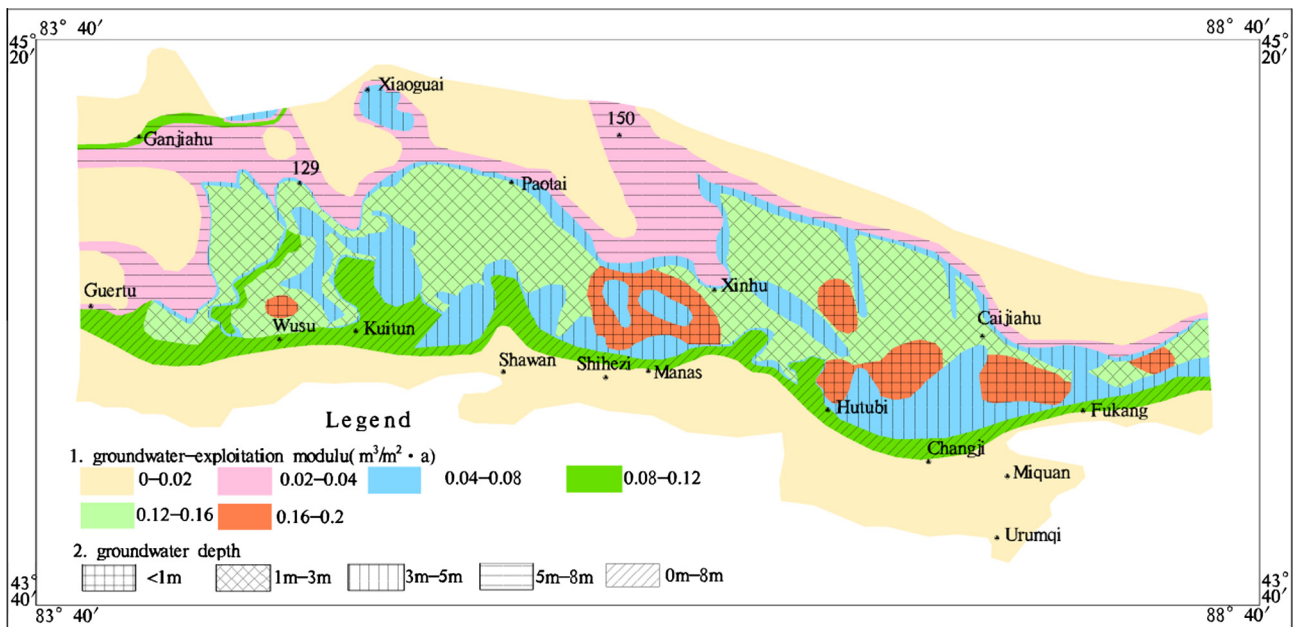 83° 40′ 88° 40′
45° 45°
20′ 20′
Xiaoguai
150
Ganjiahu
129
Paotai
Guertu
Xinhu
Wusu Kuitun Caijiahu
Shawan Shihezi Manas
Hutubi Fukang
Legend
Changji
1. groundwater-exploitation modulu( m³/m² · a)
Miquan
0-0.02 0.02-0.04 0.04-0.08 0.08-0.12
0.12-0.16 0.16-0.2
Urumqi
2. groundwater depth
<1m 1m-3m 3m-5m 5m-8m 0m-8m
43° 43°
40′ 40′
83° 40′ 88° 40′